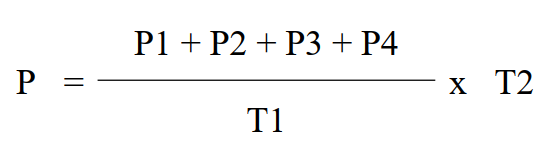 P1 + P2 + P3 + P4
P = x T2
T1